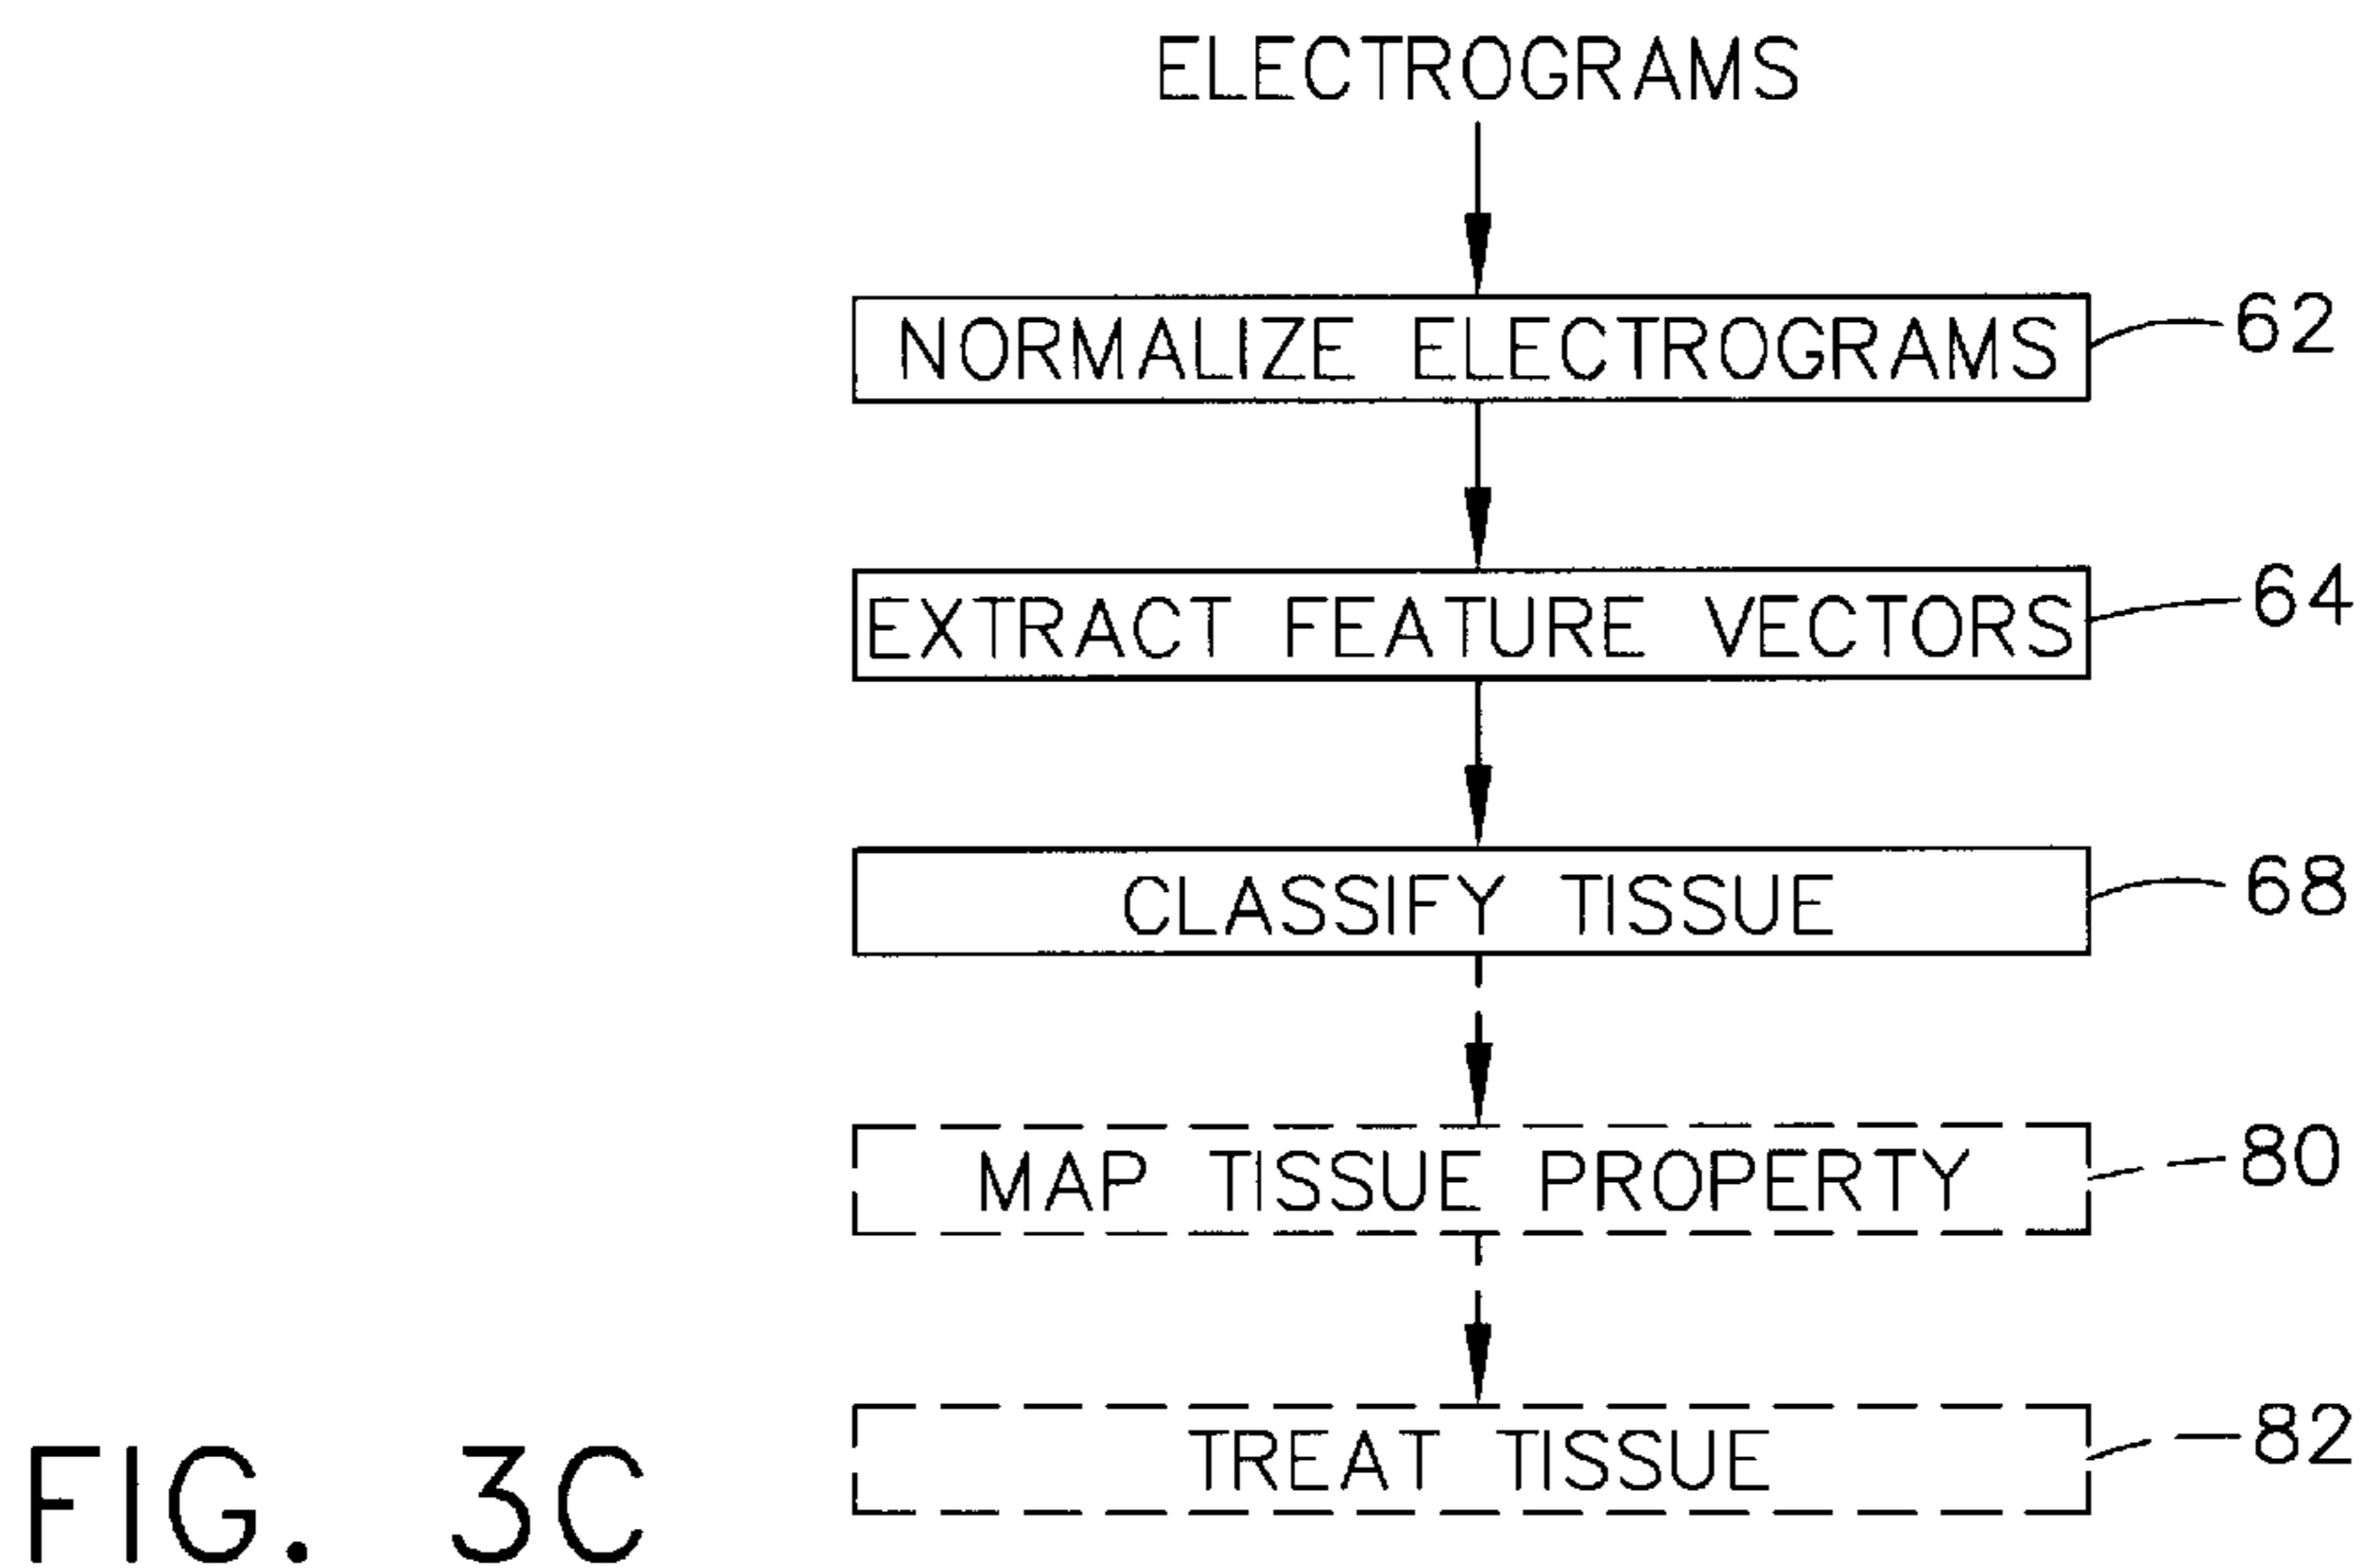 ELECTROGRAMS
NORMALIZE ELECTROGRAMS
62
EXTRACT FEATURE VECTORS
64
CLASSIFY TISSUE
68
MAP TISSUE PROPERTY
80
TREAT TISSUE
82
FIG. 3C